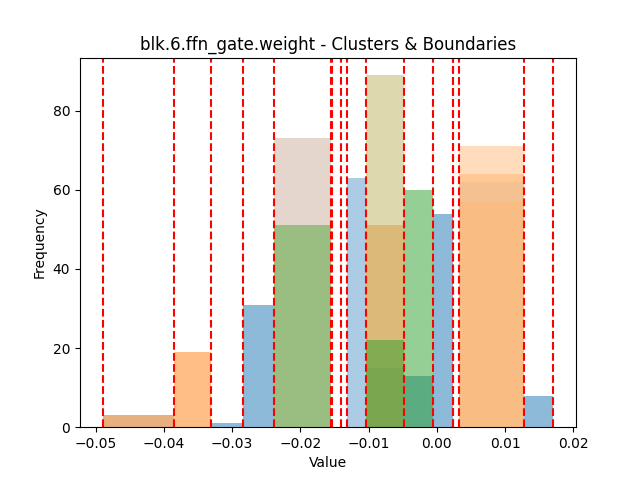 blk.6.ffn_gate.weight - Clusters & Boundaries
80
60
40
20
0
Frequency
−0.05 −0.04 −0.03 −0.02 −0.01 0.00 0.01 0.02
Value